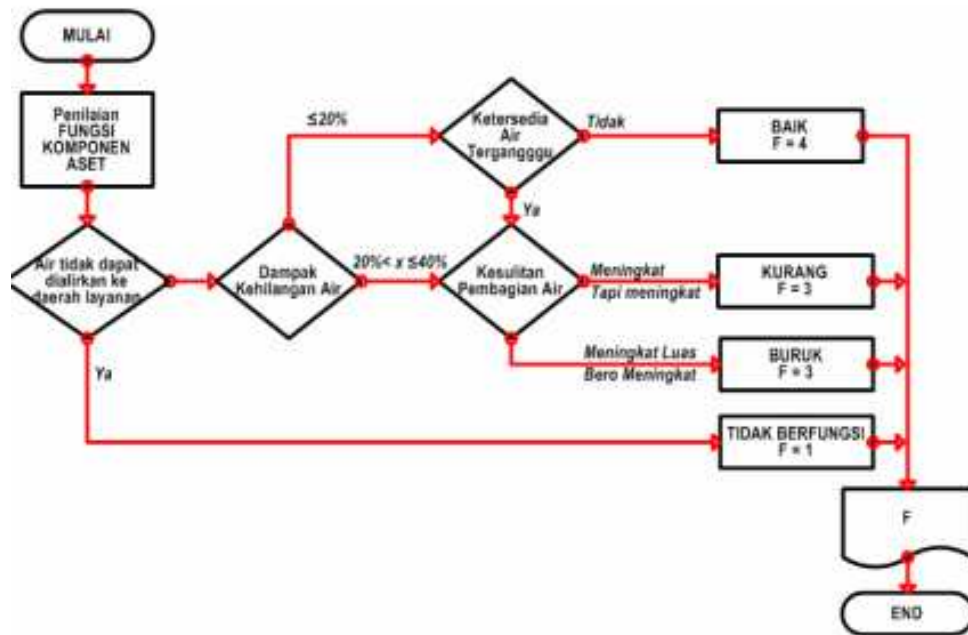 MULAI
Penilaian
FUNGSI
KOMPONEN
ASET
Air tidak dapat
dialirkan ke
daerah layanan
Ya
Dampak
Kehilangan Air
≤20%
20%< x ≤40%
Ketersedia
Air
Tergangggu
Tidak
Ya
Kesulitan
Pembagian Air
Meningkat
Tapi meningkat
Meningkat Luas
Bero Meningkat
BAIK
F = 4
KURANG
F = 3
BURUK
F = 3
TIDAK BERFUNGSI
F = 1
F
END